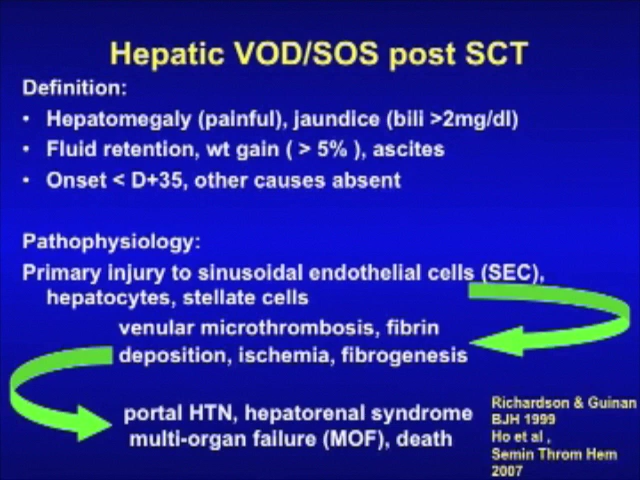 Hepatic VOD/SOS post SCT
Definition:
• Hepatomegaly (painful), jaundice (bili >2mg/dl)
• Fluid retention, wt gain ( > 5% ), ascites
• Onset < D+35, other causes absent
Pathophysiology:
Primary injury to sinusoidal endothelial cells (SEC),
hepatocytes, stellate cells
venular microthrombosis, fibrin
deposition, ischemia, fibrogenesis
portal HTN, hepatorenal syndrome
multi-organ failure (MOF), death
Richardson & Guinan
BJH 1999
Ho et al ,
Semin Throm Hem
2007